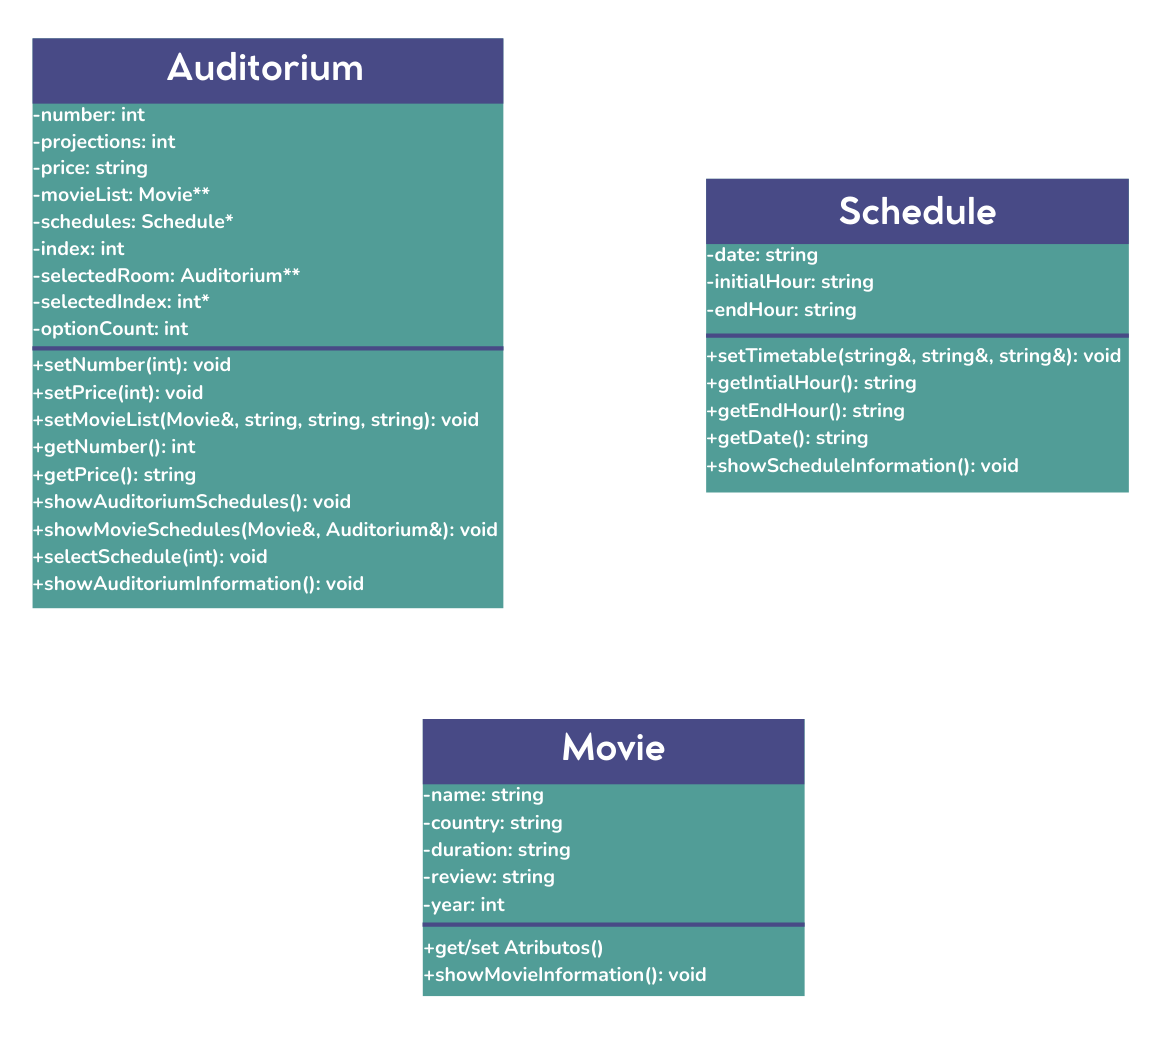 Auditorium
-number: int
-projections: int
-price: string
-movieList: Movie**
-schedules: Schedule*
-index: int
-selectedRoom: Auditorium**
-selectedIndex: int*
-optionCount: int
+setNumber(int): void
+setPrice(int): void
+setMovieList(Movie&, string, string, string): void
+getNumber(): int
+getPrice(): string
+showAuditoriumSchedules(): void
+showMovieSchedules(Movie&, Auditorium&): void
+selectSchedule(int): void
+showAuditoriumInformation(): void
Schedule
-date: string
-initialHour: string
-endHour: string
+setTimetable(string&, string&, string&): void
+getIntialHour(): string
+getEndHour(): string
+getDate(): string
+showScheduleInformation(): void
Movie
-name: string
-country: string
-duration: string
-review: string
-year: int
+get/set Atributos()
+showMovieInformation(): void